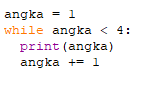 angka = 1
while angka < 4:
  print(angka)
  angka += 1